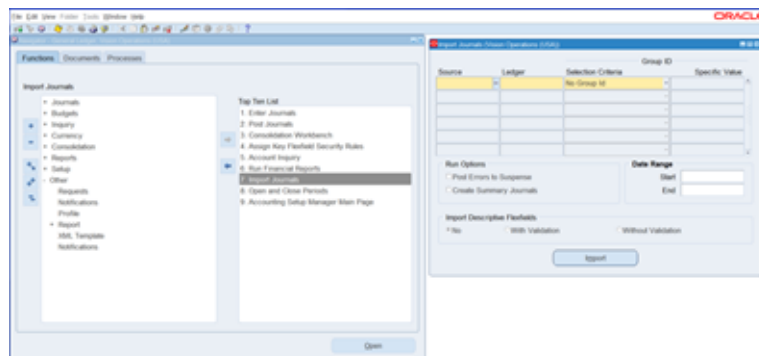 File Edit View Folder Tools Window Help
ORACLE
Functions Documents Processes
Import Journals
+ Journals
+ Budgets
+ Inquiry
+ Currency
+ Consolidation
+ Reports
+ Setup
- Other
Requests
Notifications
Profile
+ Report
XML Template
Notifications
Top Ten List
1. Enter Journals
2. Post Journals
3. Consolidation Workbench
4. Assign Key Flexfield Security Rules
5. Account Inquiry
6. Run Financial Reports
7. Import Journals
8. Open and Close Periods
9. Accounting Setup Manager Main Page
Open
Import Journals (Vision Operations (USA))
Group ID
Source Ledger Selection Criteria Specific Value
No Group Id
Run Options
Post Errors to Suspense
Create Summary Journals
Date Range
Start
End
Import Descriptive Flexfields
No With Validation Without Validation
Import